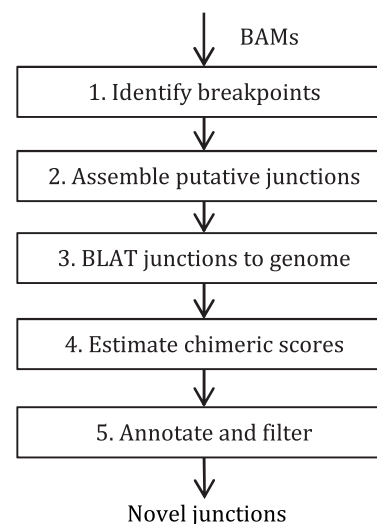 BAMs
1. Identify breakpoints
2. Assemble putative junctions
3. BLAT junctions to genome
4. Estimate chimeric scores
5. Annotate and filter
Novel junctions